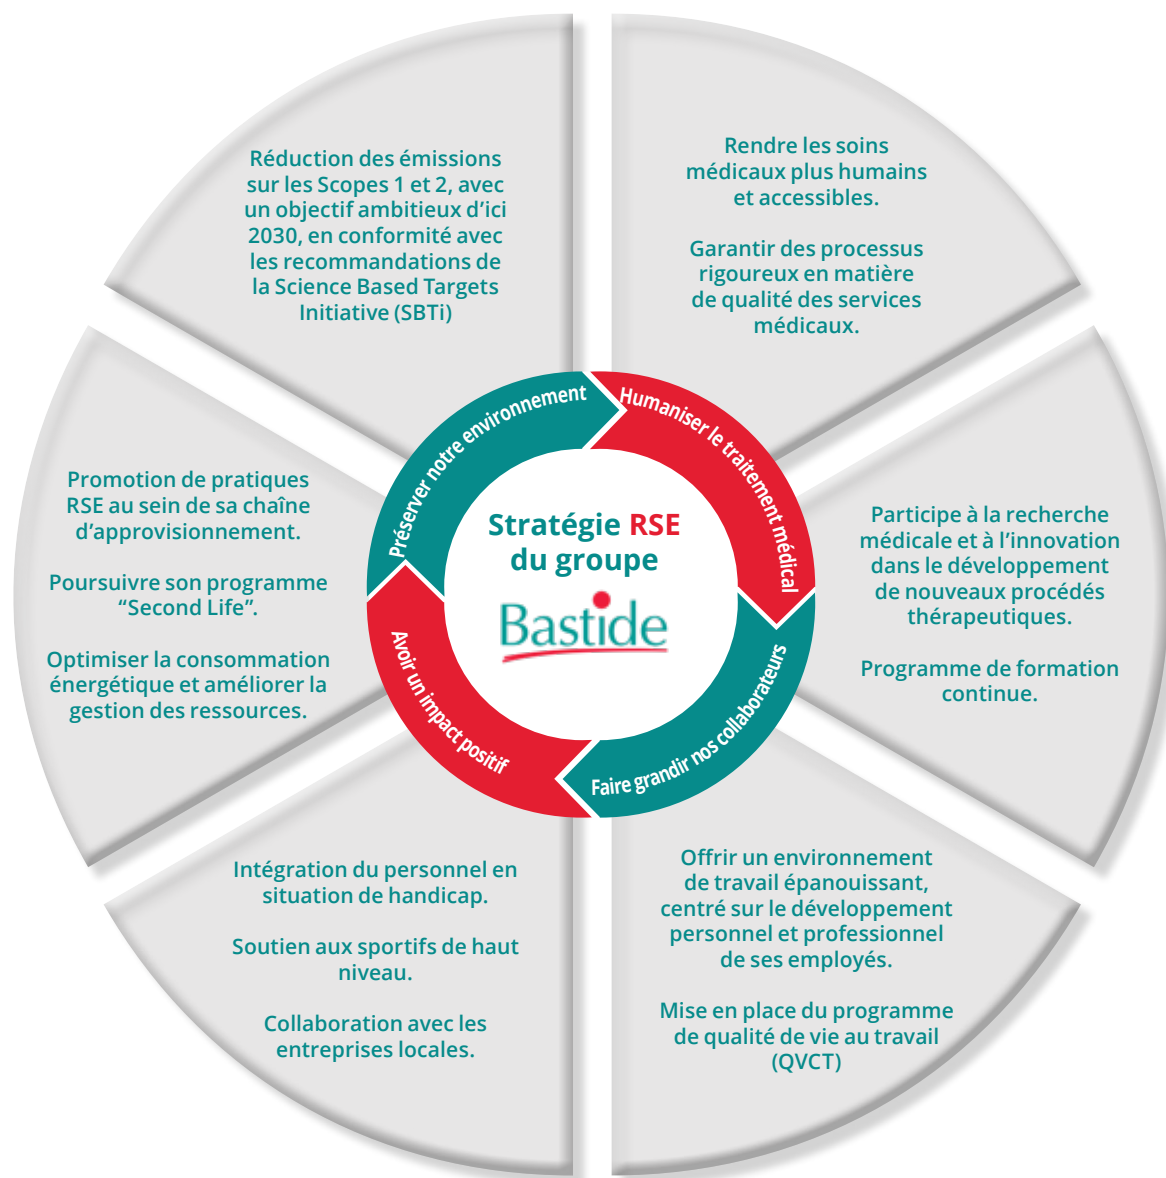 Réduction des émissions
sur les Scopes 1 et 2, avec
un objectif ambitieux d’ici
2030, en conformité avec
les recommandations de
la Science Based Targets
Initiative (SBTi)
Rendre les soins
médicaux plus humains
et accessibles.
Garantir des processus
rigoureux en matière
de qualité des services
médicaux.
Préserver notre environnement
Humaniser le traitement médical
Promotion de pratiques
RSE au sein de sa chaîne
d’approvisionnement.
Poursuivre son programme
“Second Life”.
Optimiser la consommation
énergétique et améliorer la
gestion des ressources.
Stratégie RSE
du groupe
Bastide
Participe à la recherche
médicale et à l’innovation
dans le développement
de nouveaux procédés
thérapeutiques.
Programme de formation
continue.
Avoir un impact positif
Faire grandir nos collaborateurs
Intégration du personnel en
situation de handicap.
Soutien aux sportifs de haut
niveau.
Collaboration avec les
entreprises locales.
Offrir un environnement
de travail épanouissant,
centré sur le développement
personnel et professionnel
de ses employés.
Mise en place du programme
de qualité de vie au travail
(QVCT)